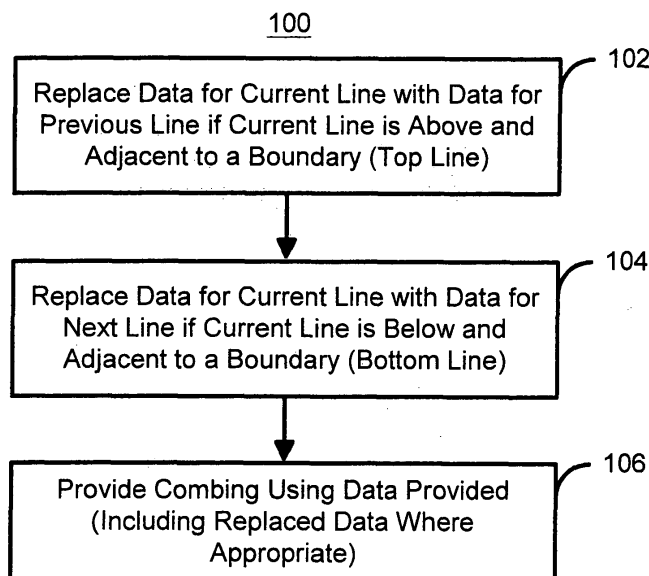 100
102
Replace Data for Current Line with Data for
Previous Line if Current Line is Above and
Adjacent to a Boundary (Top Line)
104
Replace Data for Current Line with Data for
Next Line if Current Line is Below and
Adjacent to a Boundary (Bottom Line)
106
Provide Combing Using Data Provided
(Including Replaced Data Where
Appropriate)